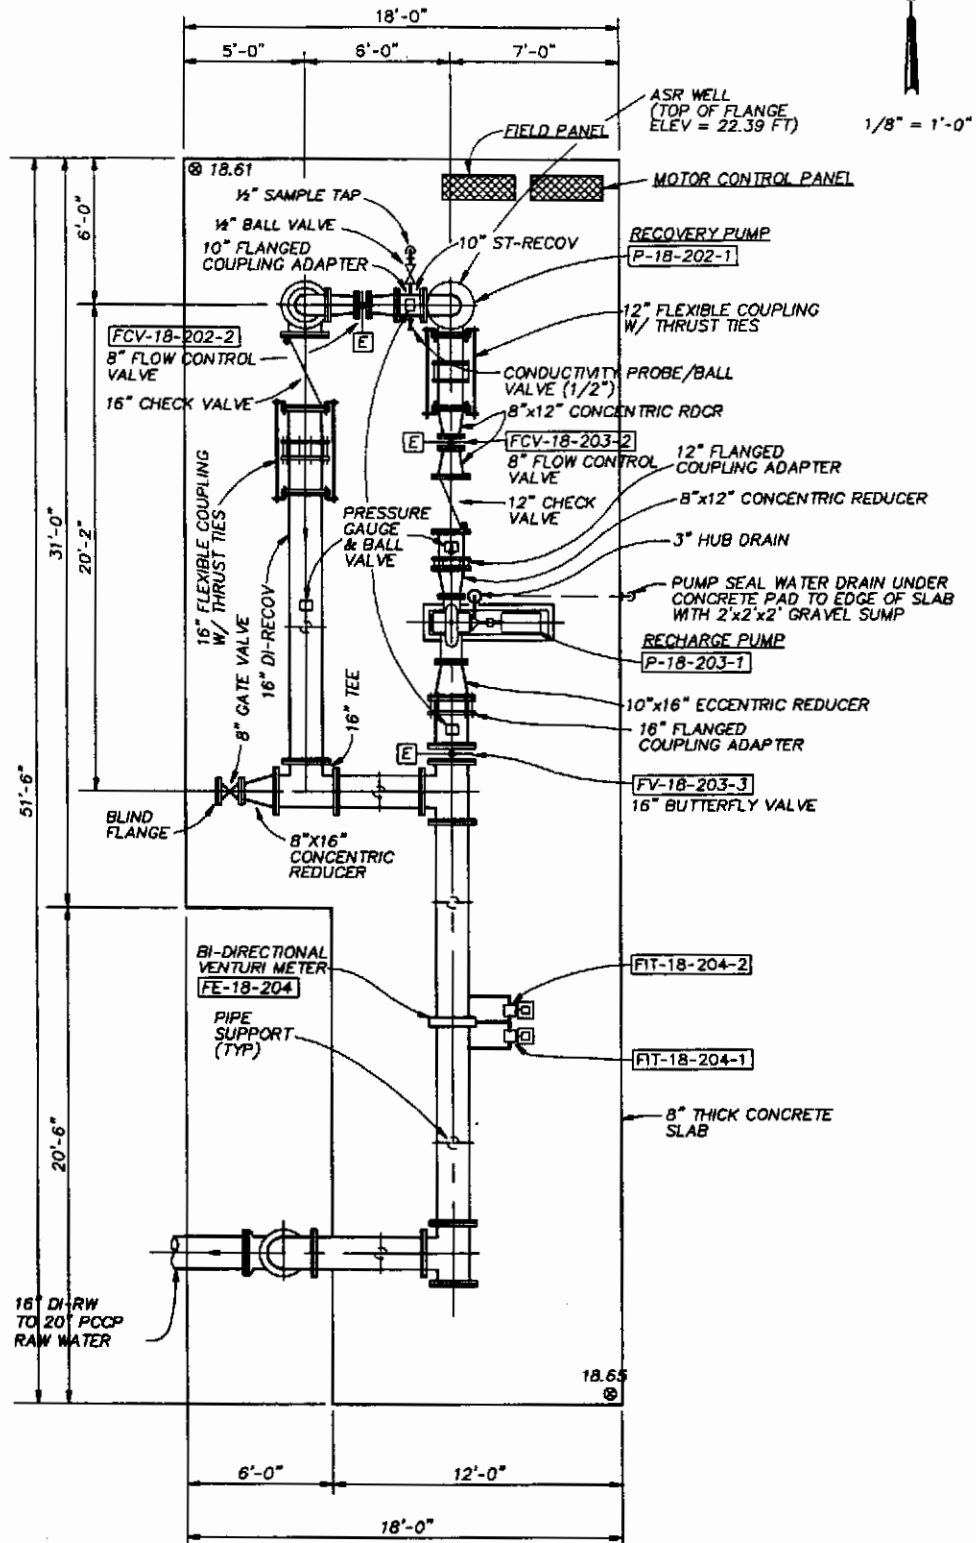 18'-0"
5'-0"
6'-0"
7'-0"
ASR WELL
(TOP OF FLANGE
ELEV = 22.39 FT)
1/8" = 1'-0"
FIELD PANEL
18.61
MOTOR CONTROL PANEL
6'-0"
½" SAMPLE TAP
½" BALL VALVE
10" FLANGED
COUPLING ADAPTER
10" ST-RECOV
RECOVERY PUMP
P-18-202-1
12" FLEXIBLE COUPLING
W/ THRUST TIES
FCV-18-202-2
8" FLOW CONTROL
VALVE
E
CONDUCTIVITY PROBE/BALL
VALVE (1/2")
16" CHECK VALVE
8"x12" CONCENTRIC RDCR
E
FCV-18-203-2
8" FLOW CONTROL
VALVE
12" FLANGED
COUPLING ADAPTER
8"x12" CONCENTRIC REDUCER
12" CHECK
VALVE
3" HUB DRAIN
PRESSURE
GAUGE
& BALL
VALVE
31'-0"
20'-2"
16" FLEXIBLE COUPLING
W/ THRUST TIES
16" DI-RECOV
PUMP SEAL WATER DRAIN UNDER
CONCRETE PAD TO EDGE OF SLAB
WITH 2'x2'x2' GRAVEL SUMP
RECHARGE PUMP
P-18-203-1
8" GATE VALVE
16" TEE
10"x16" ECCENTRIC REDUCER
16" FLANGED
COUPLING ADAPTER
E
FV-18-203-3
16" BUTTERFLY VALVE
51'-6"
BLIND
FLANGE
8"X16"
CONCENTRIC
REDUCER
BI-DIRECTIONAL
VENTURI METER
FE-18-204
FIT-18-204-2
PIPE
SUPPORT
(TYP)
FIT-18-204-1
8" THICK CONCRETE
SLAB
20'-6"
16" DI-RW
TO 20" PCCP
RAW WATER
18.65
6'-0"
12'-0"
18'-0"